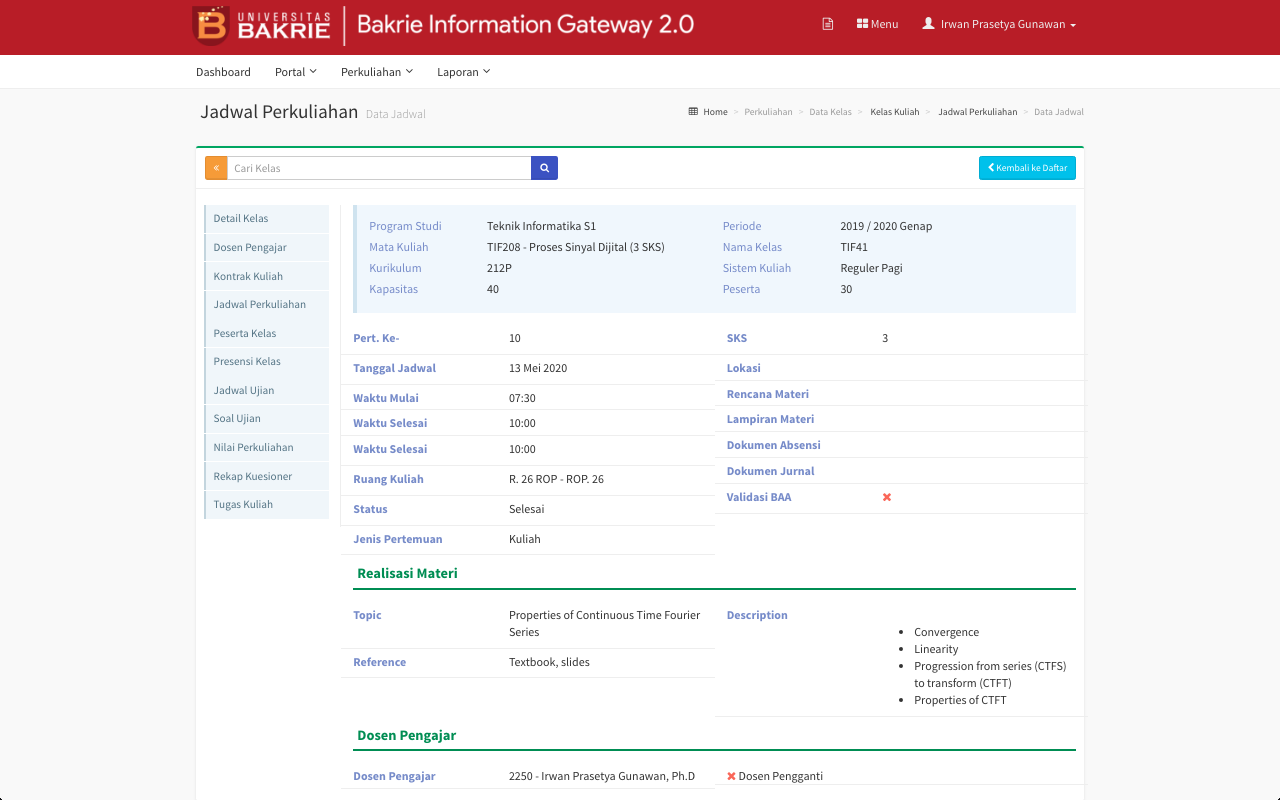 UNIVERSITAS
BAKRIE
Bakrie Information Gateway 2.0
Menu
Irwan Prasetya Gunawan
Dashboard Portal Perkuliahan Laporan
Jadwal Perkuliahan Data Jadwal
Home > Perkuliahan > Data Kelas > Kelas Kuliah > Jadwal Perkuliahan > Data Jadwal
« Cari Kelas
Kembali ke Daftar
Detail Kelas
Dosen Pengajar
Kontrak Kuliah
Jadwal Perkuliahan
Peserta Kelas
Presensi Kelas
Jadwal Ujian
Soal Ujian
Nilai Perkuliahan
Rekap Kuesioner
Tugas Kuliah
Program Studi Teknik Informatika S1 Periode 2019 / 2020 Genap
Mata Kuliah TIF208 - Proses Sinyal Dijital (3 SKS) Nama Kelas TIF41
Kurikulum 212P Sistem Kuliah Reguler Pagi
Kapasitas 40 Peserta 30
Pert. Ke- 10
Tanggal Jadwal 13 Mei 2020
Waktu Mulai 07:30
Waktu Selesai 10:00
Waktu Selesai 10:00
Ruang Kuliah R. 26 ROP - ROP. 26
Status Selesai
Jenis Pertemuan Kuliah
SKS 3
Lokasi
Rencana Materi
Lampiran Materi
Dokumen Absensi
Dokumen Jurnal
Validasi BAA
Realisasi Materi
Topic Properties of Continuous Time Fourier
Series
Reference Textbook, slides
Description
• Convergence
• Linearity
• Progression from series (CTFS)
to transform (CTFT)
• Properties of CTFT
Dosen Pengajar
Dosen Pengajar 2250 - Irwan Prasetya Gunawan, Ph.D Dosen Pengganti